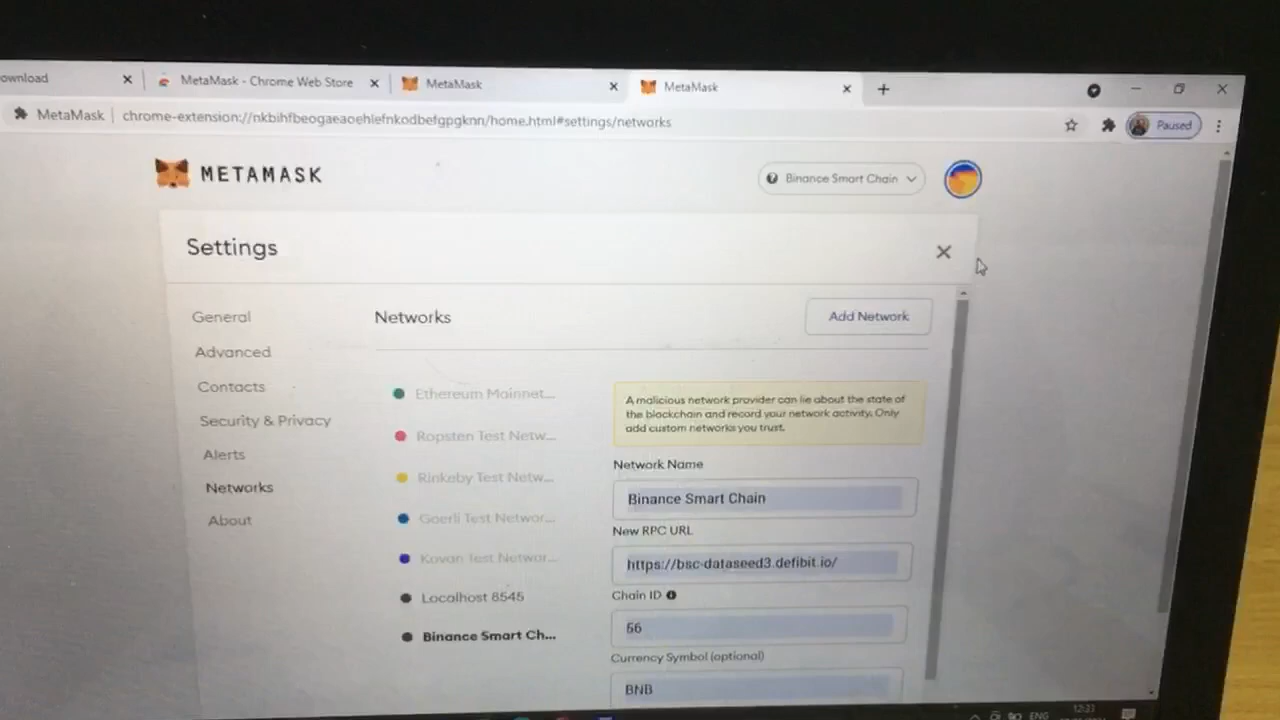 ownload
MetaMask - Chrome Web Store
MetaMask
MetaMask
MetaMask
chrome-extension://nkbihfbeogaeaoehlefnkodbefgpgknn/home.html#settings/networks
Paused
METAMASK
Binance Smart Chain
Settings
General
Advanced
Contacts
Security & Privacy
Alerts
Networks
About
Networks
Add Network
Ethereum Mainnet...
Ropsten Test Netw...
Rinkeby Test Netw...
Goerli Test Networ...
Kovan Test Networ...
Localhost 8545
Binance Smart Ch...
A malicious network provider can lie about the state of
the blockchain and record your network activity. Only
add custom networks you trust.
Network Name
Binance Smart Chain
New RPC URL
https://bsc-dataseed3.defibit.io/
Chain ID
56
Currency Symbol (optional)
BNB
ENG
12:23